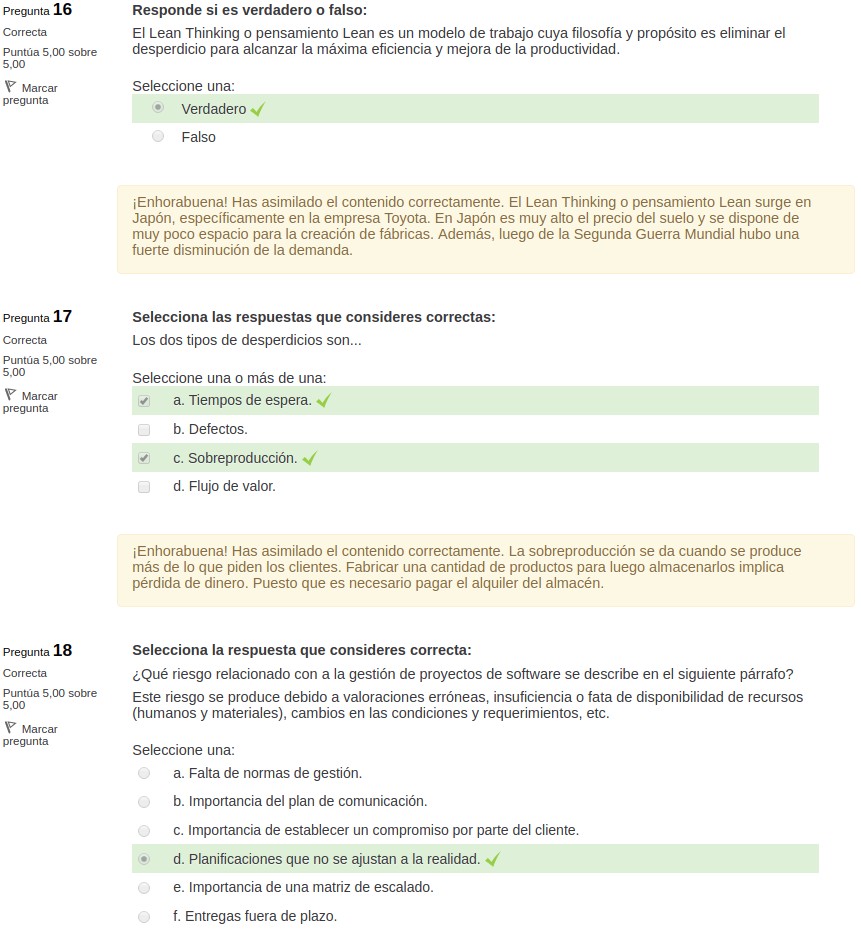 Pregunta 16
Correcta
Puntúa 5,00 sobre
5,00
Marcar
pregunta
Responde si es verdadero o falso:
El Lean Thinking o pensamiento Lean es un modelo de trabajo cuya filosofía y propósito es eliminar el
desperdicio para alcanzar la máxima eficiencia y mejora de la productividad.
Seleccione una:
Verdadero
Falso
¡Enhorabuena! Has asimilado el contenido correctamente. El Lean Thinking o pensamiento Lean surge en
Japón, específicamente en la empresa Toyota. En Japón es muy alto el precio del suelo y se dispone de
muy poco espacio para la creación de fábricas. Además, luego de la Segunda Guerra Mundial hubo una
fuerte disminución de la demanda.
Pregunta 17
Correcta
Puntúa 5,00 sobre
5,00
Marcar
pregunta
Selecciona las respuestas que consideres correctas:
Los dos tipos de desperdicios son...
Seleccione una o más de una:
a. Tiempos de espera.
b. Defectos.
c. Sobreproducción.
d. Flujo de valor.
¡Enhorabuena! Has asimilado el contenido correctamente. La sobreproducción se da cuando se produce
más de lo que piden los clientes. Fabricar una cantidad de productos para luego almacenarlos implica
pérdida de dinero. Puesto que es necesario pagar el alquiler del almacén.
Pregunta 18
Correcta
Puntúa 5,00 sobre
5,00
Marcar
pregunta
Selecciona la respuesta que consideres correcta:
¿Qué riesgo relacionado con a la gestión de proyectos de software se describe en el siguiente párrafo?
Este riesgo se produce debido a valoraciones erróneas, insuficiencia o fata de disponibilidad de recursos
(humanos y materiales), cambios en las condiciones y requerimientos, etc.
Seleccione una:
a. Falta de normas de gestión.
b. Importancia del plan de comunicación.
c. Importancia de establecer un compromiso por parte del cliente.
d. Planificaciones que no se ajustan a la realidad.
e. Importancia de una matriz de escalado.
f. Entregas fuera de plazo.